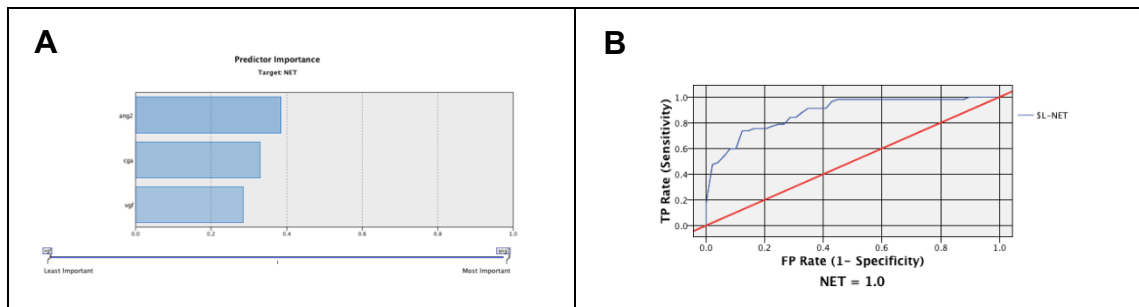 A
Predictor Importance
Target: NET
ang2
cga
vgf
0.0 0.2 0.4 0.6 0.8 1.0
vgf ang2
Least Important Most Important
B
TP Rate (Sensitivity)
1.0
0.8
0.6
0.4
0.2
0.0
0.0 0.2 0.4 0.6 0.8 1.0
FP Rate (1- Specificity)
NET = 1.0
$L-NET